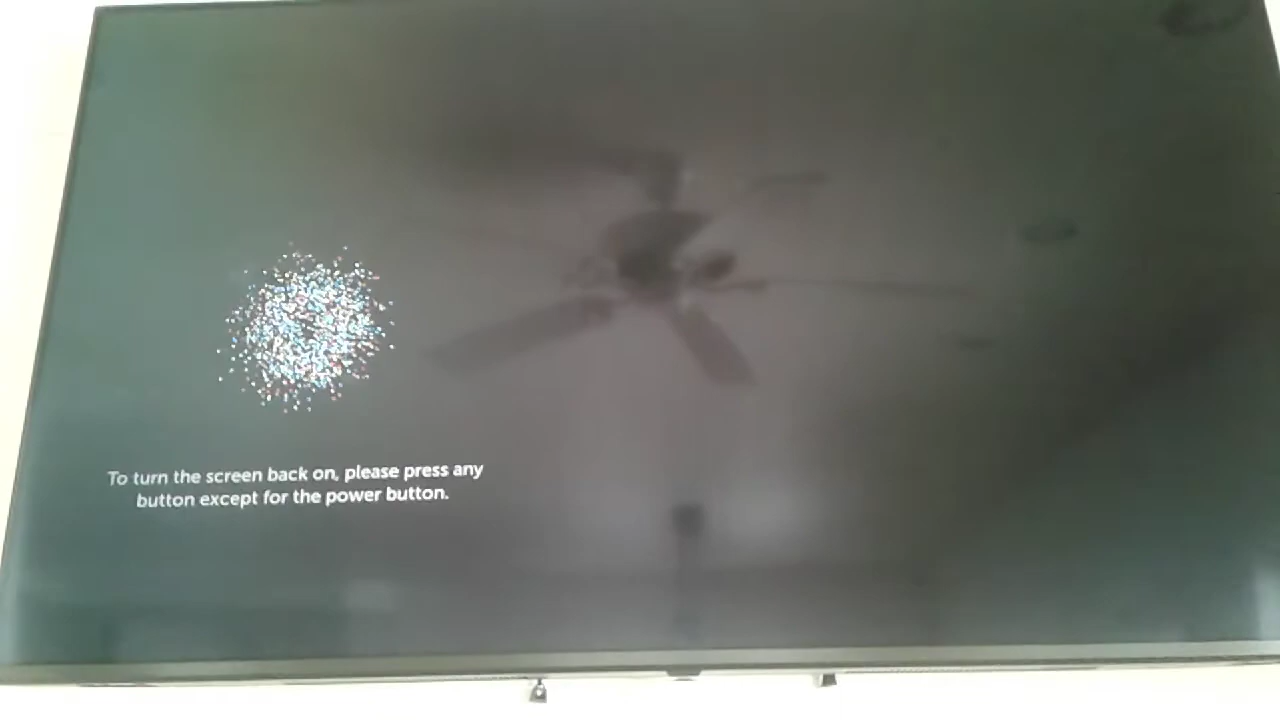 To turn the screen back on, please press any
button except for the power button.